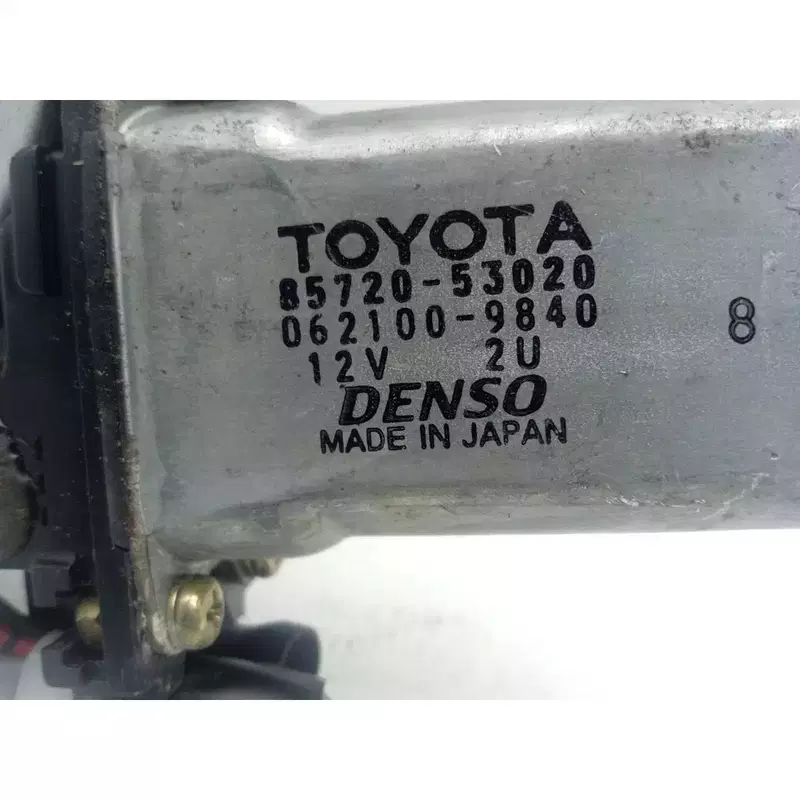 TOYOTA
85720-53020
062100-9840
8
12V 2U
DENSO
MADE IN JAPAN